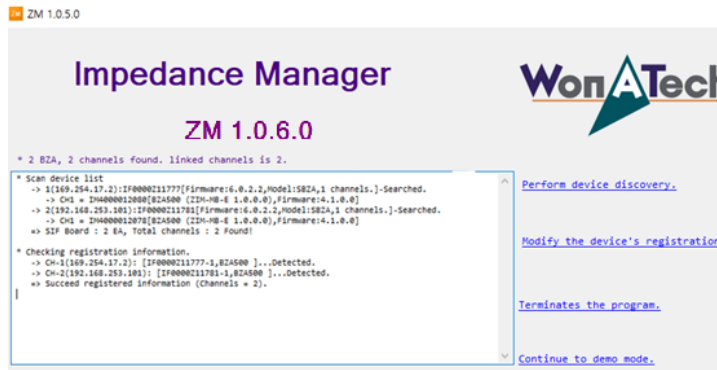 ZM ZM 1.0.5.0
Impedance Manager
WonATech
ZM 1.0.6.0
* 2 BZA, 2 channels found. linked channels is 2.
* Scan device list
-> 1(169.254.17.2):IF0000Z11777[Firmware:6.0.2.2,Model:SBZA,1 channels.]-Searched.
-> CH1 = IM4000012080[BZA500 (ZIM-MB-E 1.0.0.0),Firmware:4.1.0.0]
-> 2(192.168.253.101):IF0000Z11781[Firmware:6.0.2.2,Model:SBZA,1 channels.]-Searched.
-> CH1 = IM4000012078[BZA500 (ZIM-MB-E 1.0.0.0),Firmware:4.1.0.0]
=> SIF Board : 2 EA, Total channels : 2 Found!
* Checking registration information.
-> CH-1(169.254.17.2): [IF0000Z11777-1,BZA500 ]...Detected.
-> CH-2(192.168.253.101): [IF0000Z11781-1,BZA500 ]...Detected.
=> Succeed registered information (Channels = 2).
Perform device discovery.
Modify the device's registration
Terminates the program.
Continue to demo mode.